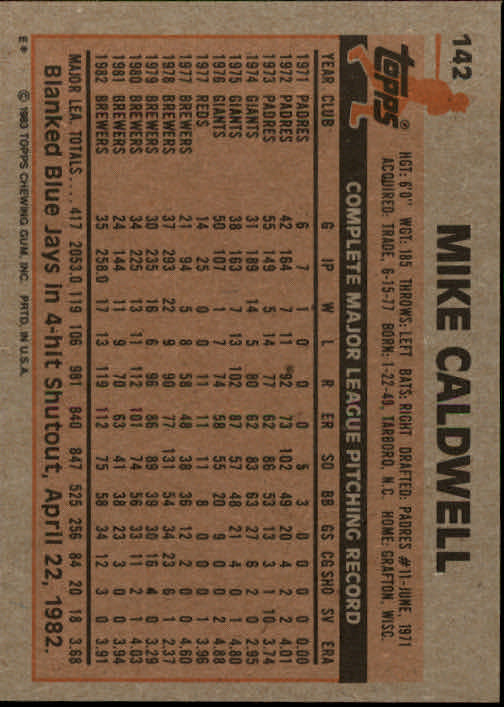 142
topps®
MIKE CALDWELL
HGT: 6'0" WGT: 185 THROWS: LEFT BATS: RIGHT DRAFTED: PADRES #11-JUNE, 1971
ACQUIRED: TRADE, 6-15-77 BORN: 1-22-49, TARBORO, N.C. HOME: GRAFTON, WISC.
COMPLETE MAJOR LEAGUE PITCHING RECORD
YEAR CLUB G IP W L R ER SO BB GS CG SHO SV ERA
1971 PADRES 6 7 1 0 0 0 5 3 0 0 0 0 0.00
1972 PADRES 42 164 7 11 92 73 102 49 20 4 2 2 4.01
1973 PADRES 55 149 5 14 77 62 86 53 13 3 1 10 3.74
1974 GIANTS 31 189 14 5 80 62 83 63 27 6 2 0 2.95
1975 GIANTS 38 163 7 13 102 87 57 48 21 4 0 1 4.80
1976 GIANTS 50 107 1 7 74 58 55 20 9 0 0 2 4.88
1977 REDS 14 25 0 0 11 11 11 8 0 0 0 1 3.96
1977 BREWERS 21 94 5 8 58 48 38 36 12 2 0 0 4.60
1978 BREWERS 37 293 22 9 90 77 131 54 34 23 6 1 2.37
1979 BREWERS 30 235 16 6 96 86 89 39 30 16 4 0 3.29
1980 BREWERS 34 225 13 11 112 101 74 56 33 11 2 1 4.03
1981 BREWERS 24 144 11 9 70 63 41 38 23 3 0 0 3.94
1982 BREWERS 35 258.0 17 13 119 112 75 58 34 12 3 0 3.91
MAJOR LEA. TOTALS ... 417 2053.0 119 106 981 840 847 525 256 84 20 18 3.68
Blanked Blue Jays in 4-hit Shutout, April 22, 1982.
E* © 1983 TOPPS CHEWING GUM, INC. PRTD. IN U.S.A.